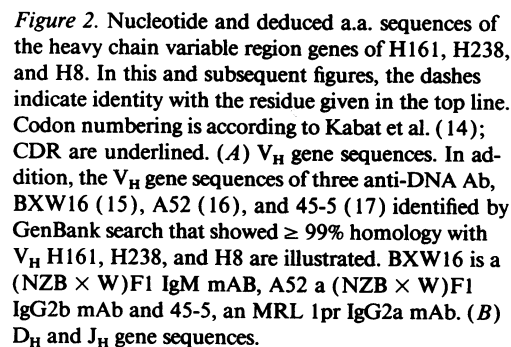 Figure 2. Nucleotide and deduced a.a. sequences of
the heavy chain variable region genes of H161, H238,
and H8. In this and subsequent figures, the dashes
indicate identity with the residue given in the top line.
Codon numbering is according to Kabat et al. (14);
CDR are underlined. (A) VH gene sequences. In ad-
dition, the VH gene sequences of three anti-DNA Ab,
BXW16 (15), A52 (16), and 45-5 (17) identified by
GenBank search that showed ≥ 99% homology with
VH H161, H238, and H8 are illustrated. BXW16 is a
(NZB × W)F1 IgM mAB, A52 a (NZB × W)F1
IgG2b mAb and 45-5, an MRL 1pr IgG2a mAb. (B)
DH and JH gene sequences.